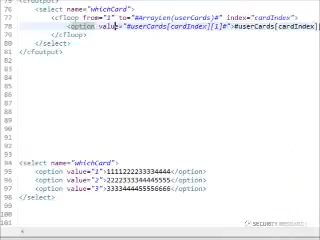 75 <cfoutput>
76 <select name="whichCard">
77 <cfloop from="1" to="#ArrayLen(userCards)#" index="cardIndex">
78 <option value="#userCards[cardIndex][1]#">#userCards[cardIndex][
79 </cfloop>
80 </select>
81 </cfoutput>
82
83
84
85
86
87
88
89
90
91
92
93
94 <select name="whichCard">
95 <option value="1">1111222233334444</option>
96 <option value="2">2222333344445555</option>
97 <option value="3">3333444455556666</option>
98 </select>
99
100
101
SECURITY